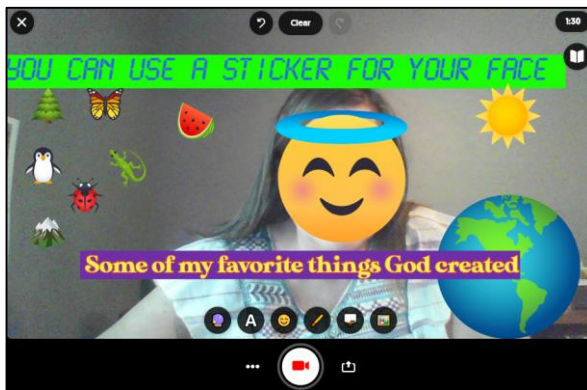 Clear
1:30
YOU CAN USE A STICKER FOR YOUR FACE
Some of my favorite things God created
A